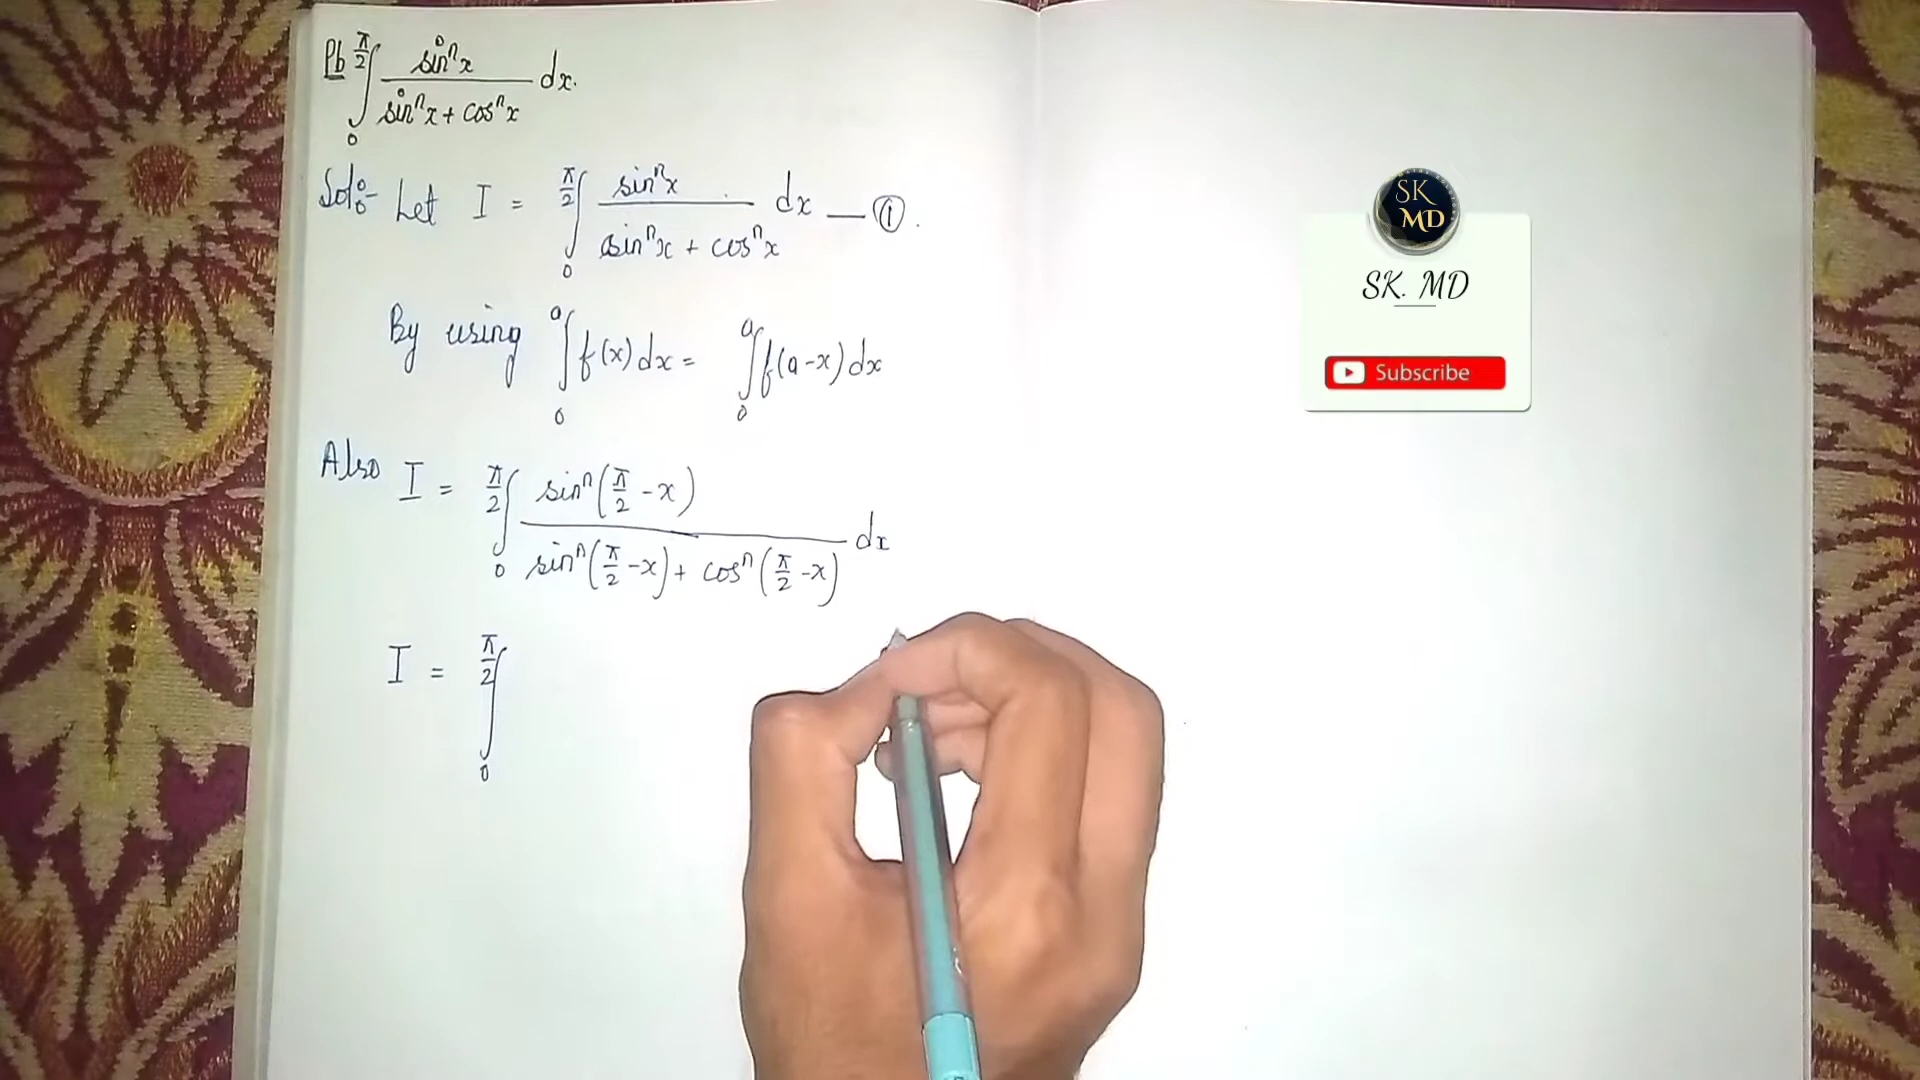 Pb ∫₀^(π/2) sinⁿx / (sinⁿx + cosⁿx) dx.
Sol:- Let I = ∫₀^(π/2) sinⁿx / (sinⁿx + cosⁿx) dx — ①.
By using ∫₀^a f(x) dx = ∫₀^a f(a-x) dx
Also I = ∫₀^(π/2) sinⁿ(π/2 - x) / (sinⁿ(π/2 - x) + cosⁿ(π/2 - x)) dx
I = ∫₀^(π/2)
SK
MD
SK. MD
Subscribe